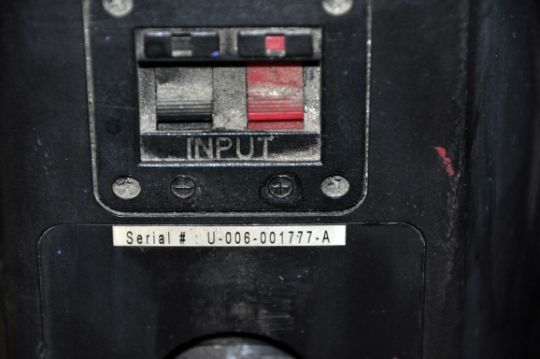 INPUT
Serial # : U-006-001777-A